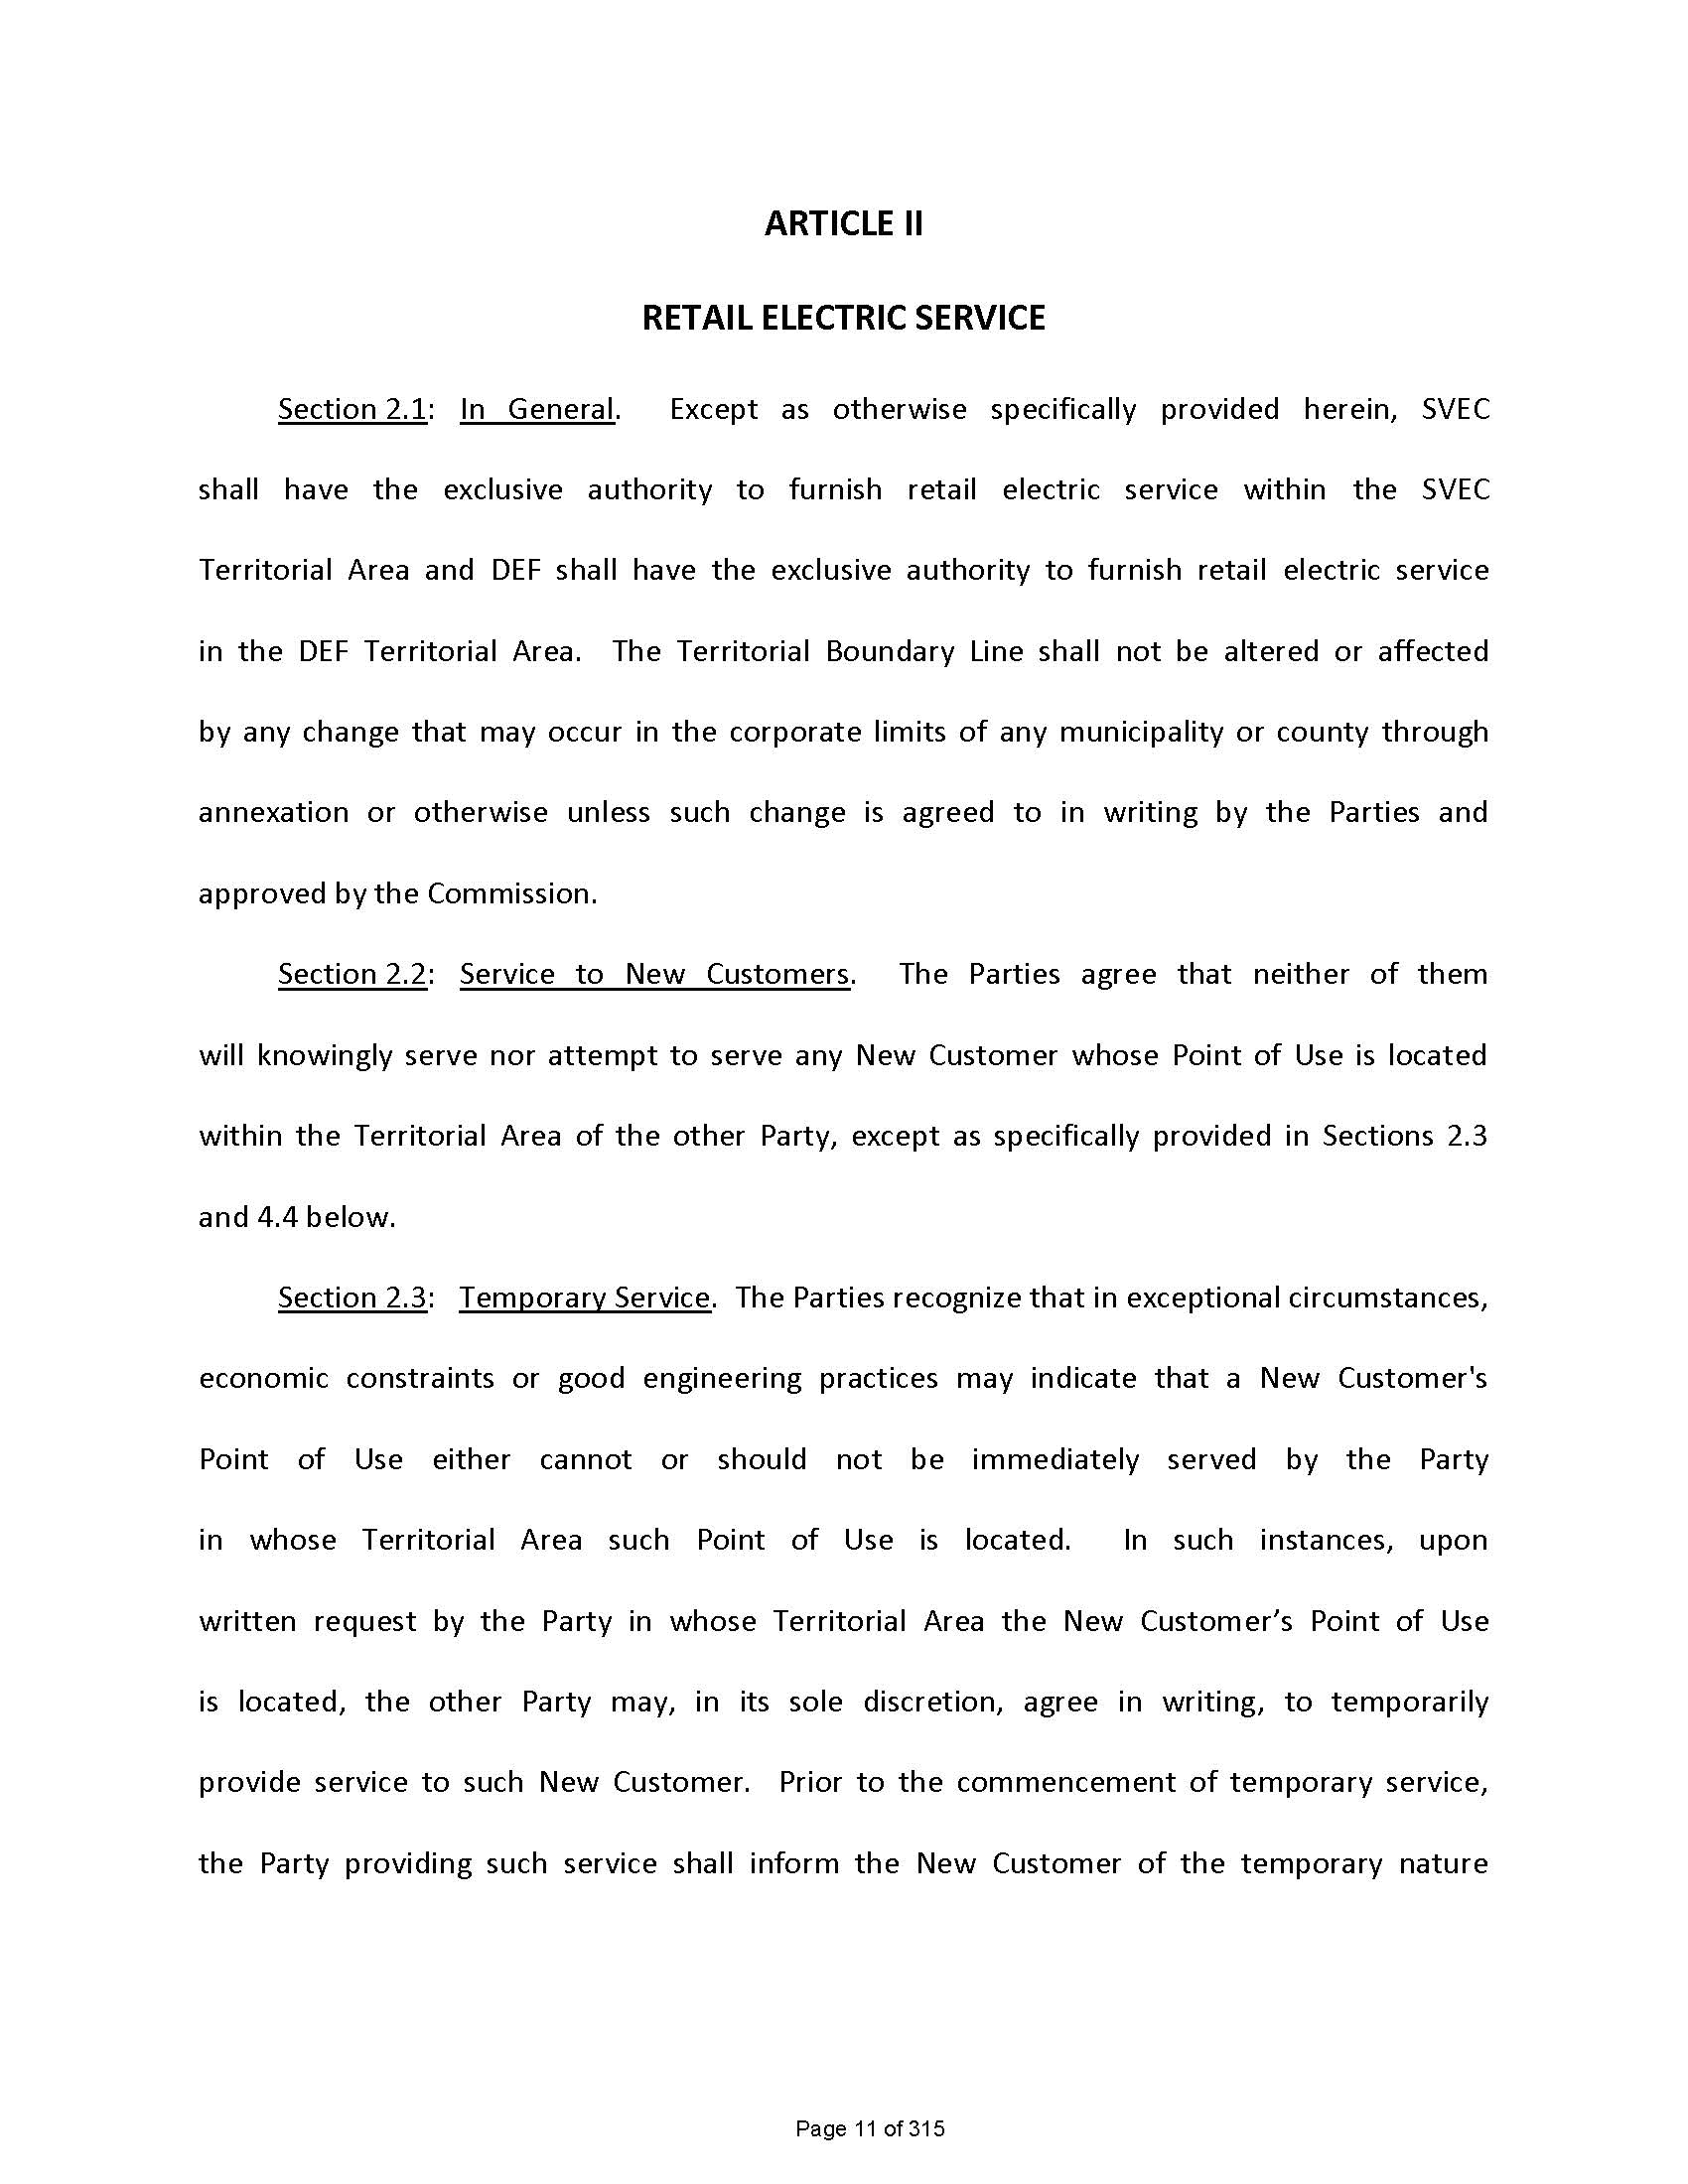 ARTICLE II
RETAIL ELECTRIC SERVICE
Section 2.1: In General. Except as otherwise specifically provided herein, SVEC
shall have the exclusive authority to furnish retail electric service within the SVEC
Territorial Area and DEF shall have the exclusive authority to furnish retail electric service
in the DEF Territorial Area. The Territorial Boundary Line shall not be altered or affected
by any change that may occur in the corporate limits of any municipality or county through
annexation or otherwise unless such change is agreed to in writing by the Parties and
approved by the Commission.
Section 2.2: Service to New Customers. The Parties agree that neither of them
will knowingly serve nor attempt to serve any New Customer whose Point of Use is located
within the Territorial Area of the other Party, except as specifically provided in Sections 2.3
and 4.4 below.
Section 2.3: Temporary Service. The Parties recognize that in exceptional circumstances,
economic constraints or good engineering practices may indicate that a New Customer's
Point of Use either cannot or should not be immediately served by the Party
in whose Territorial Area such Point of Use is located. In such instances, upon
written request by the Party in whose Territorial Area the New Customer’s Point of Use
is located, the other Party may, in its sole discretion, agree in writing, to temporarily
provide service to such New Customer. Prior to the commencement of temporary service,
the Party providing such service shall inform the New Customer of the temporary nature
Page 11 of 315